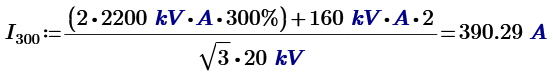 I₃₀₀ := ((2 • 2200 kV • A • 300%) + 160 kV • A • 2) / (√3 • 20 kV) = 390.29 A